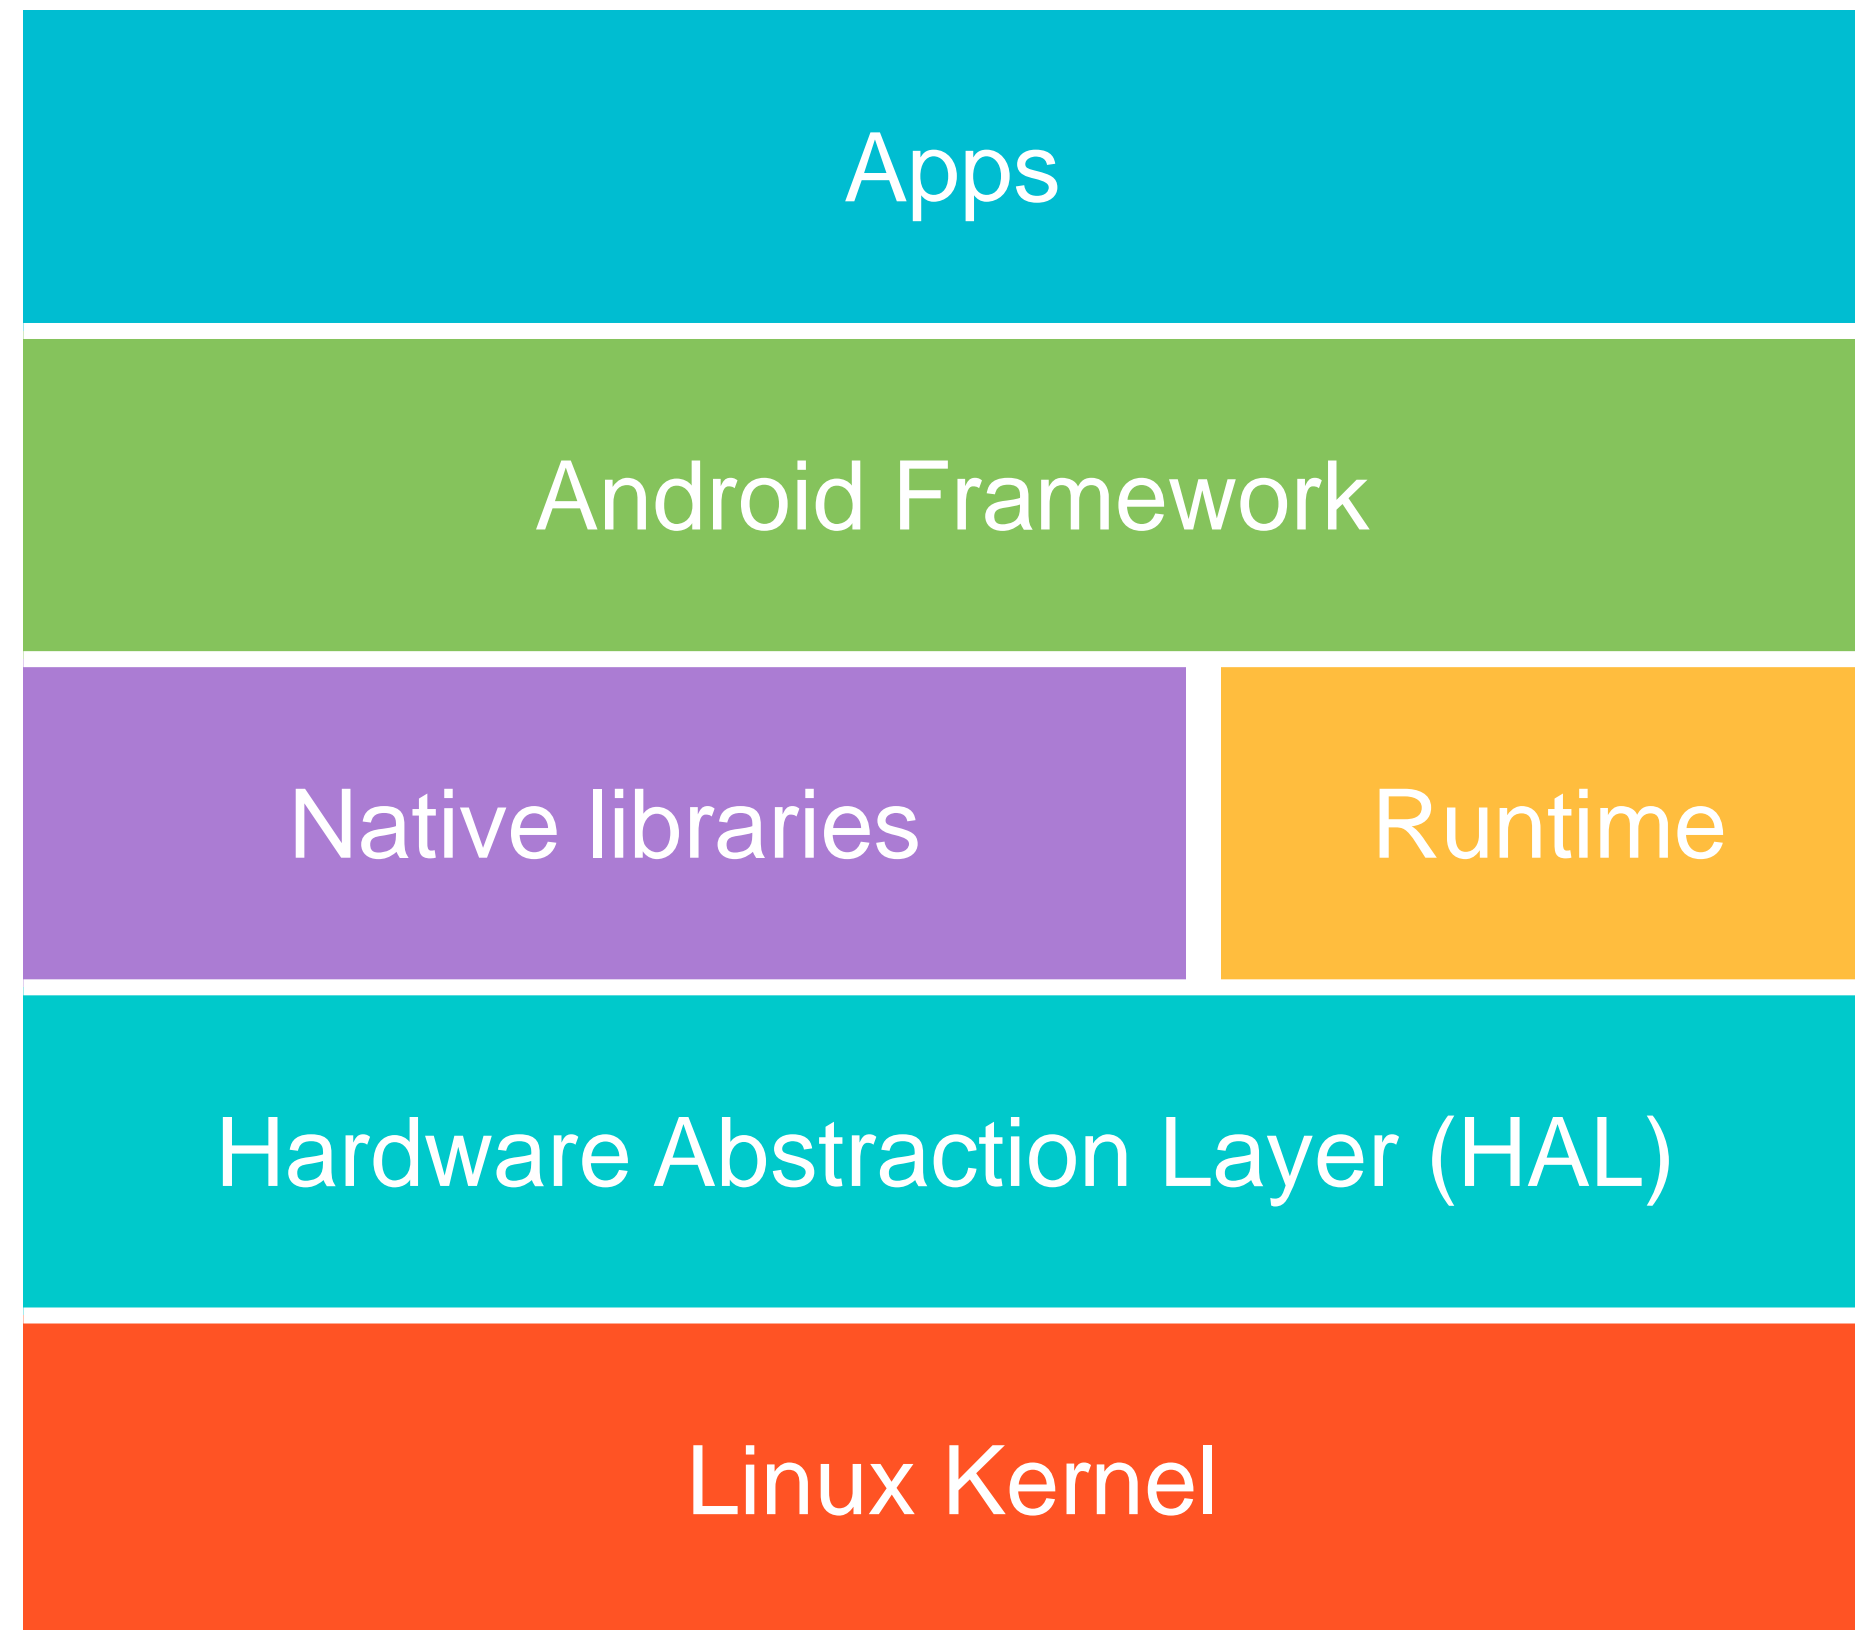 Apps
Android Framework
Native libraries
Runtime
Hardware Abstraction Layer (HAL)
Linux Kernel